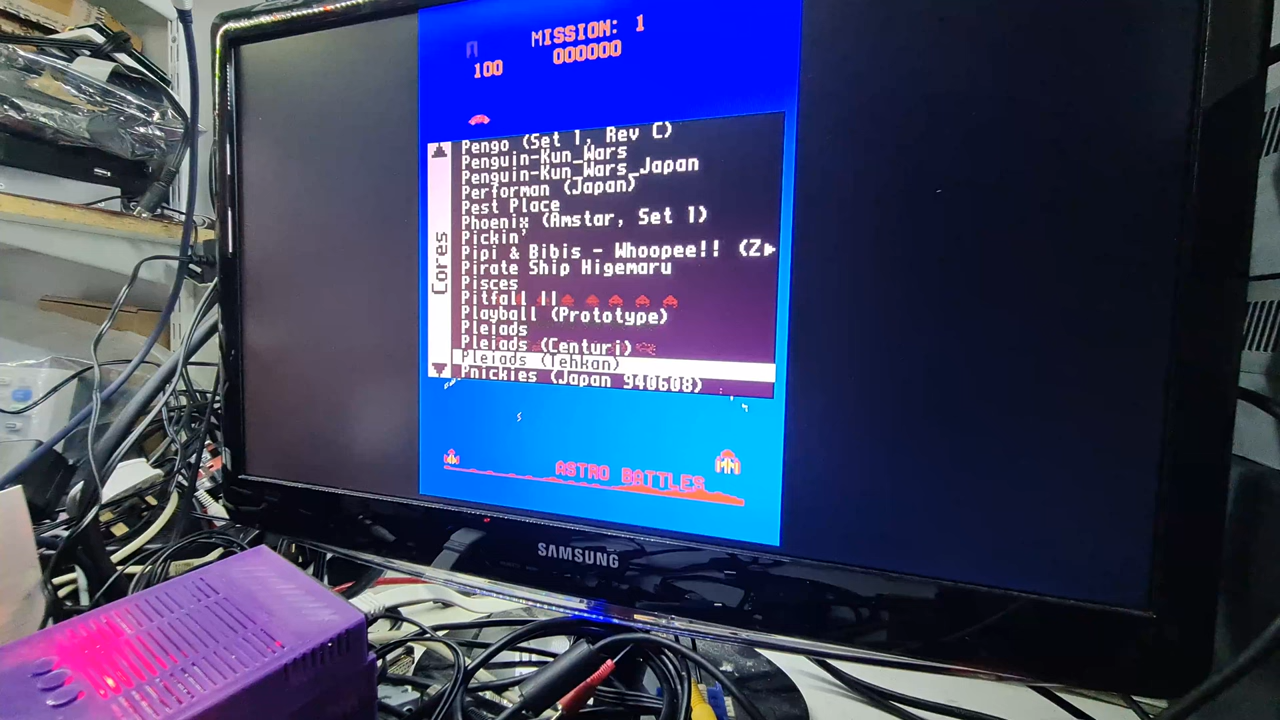 MISSION: 1
100 000000
Pengo (Set 1, Rev C)
Penguin-Kun_Wars
Penguin-Kun_Wars_Japan
Performan (Japan)
Pest Place
Phoenix (Amstar, Set 1)
Pickin'
Pipi & Bibis - Whoopee!! (Z
Pirate Ship Higemaru
Pisces
Pitfall II
Playball (Prototype)
Pleiads
Pleiads (Centuri)
Pleiads (Tehkan)
Pnickies (Japan 940608)
Cores
ASTRO BATTLES
SAMSUNG